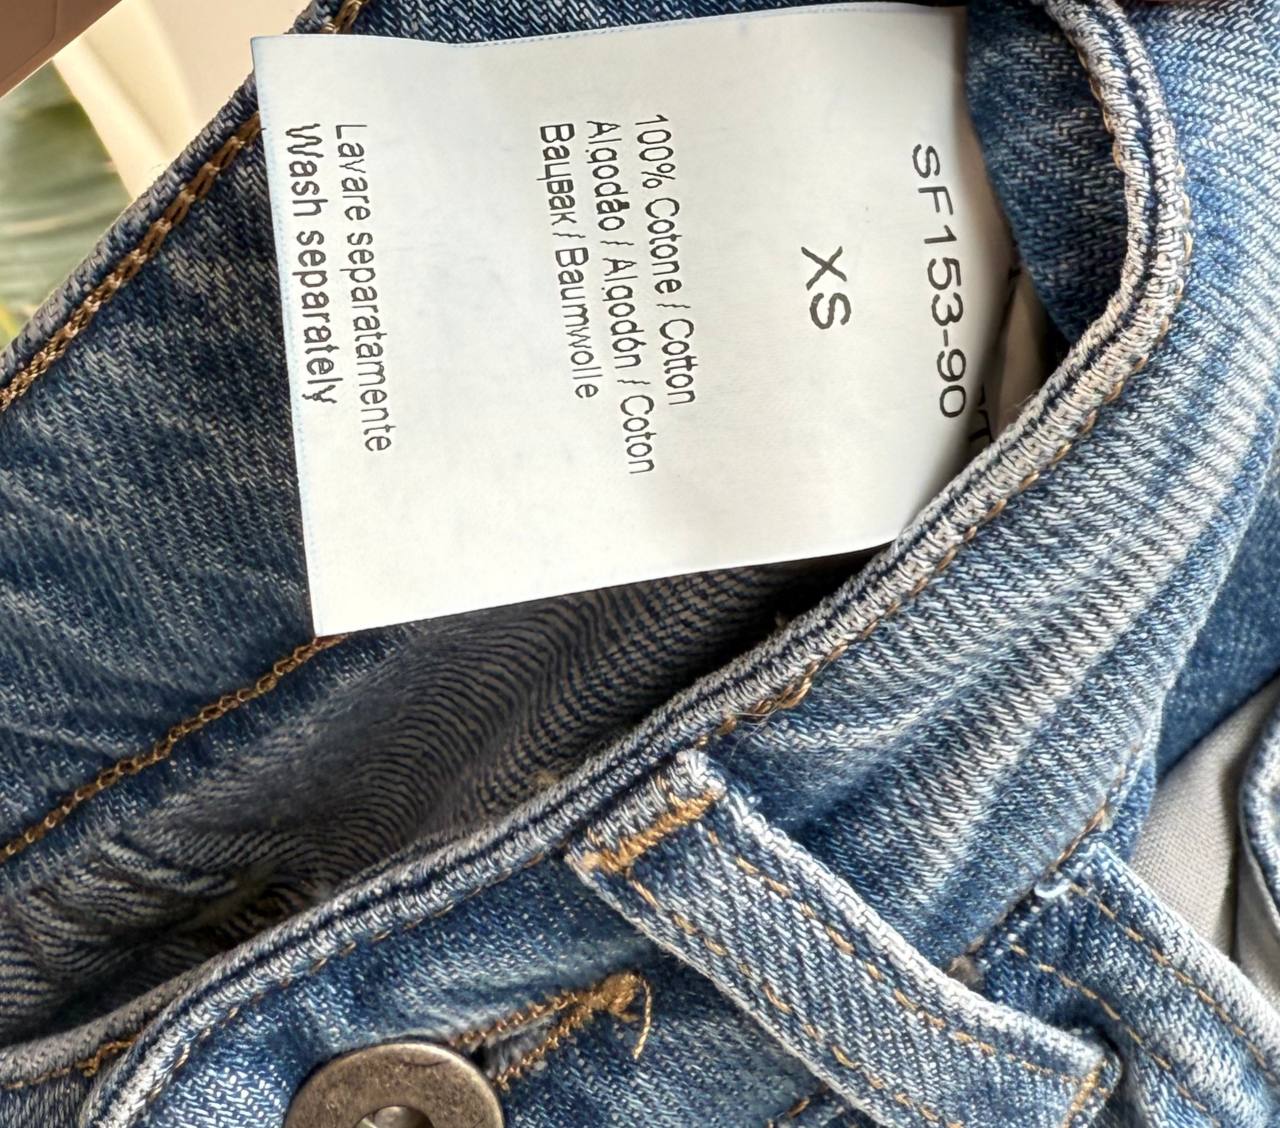 SF153-90
XS
100% Cotone / Cotton
Algodão / Algodón / Coton
Вацвак / Baumwolle
Lavare separatamente
Wash separately